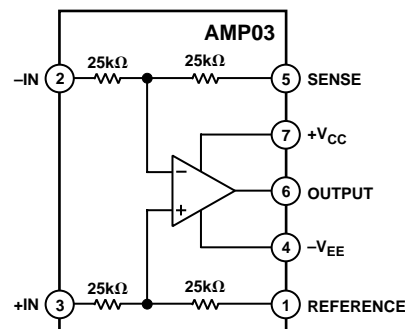 AMP03
25kΩ 25kΩ
–IN 2 5 SENSE
7 +VCC
–
6 OUTPUT
+
4 –VEE
25kΩ 25kΩ
+IN 3 1 REFERENCE